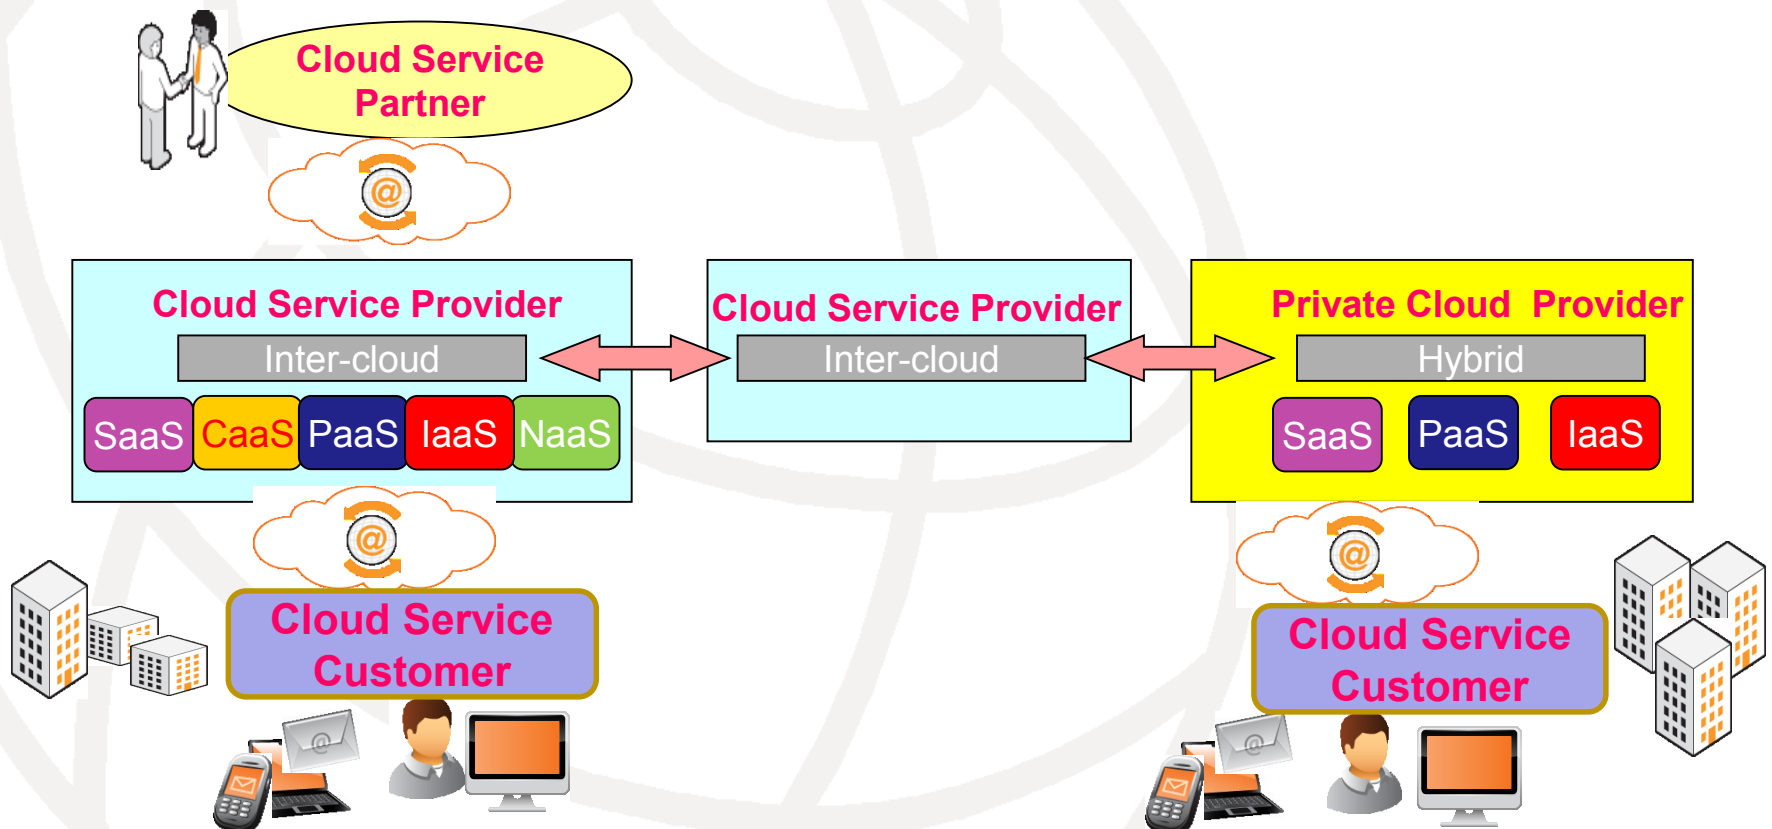 Cloud Service
Partner
@
Cloud Service Provider
Inter-cloud
SaaS CaaS PaaS IaaS NaaS
Cloud Service Provider
Inter-cloud
Private Cloud  Provider
Hybrid
SaaS PaaS IaaS
@
Cloud Service
Customer
@
@
Cloud Service
Customer
@